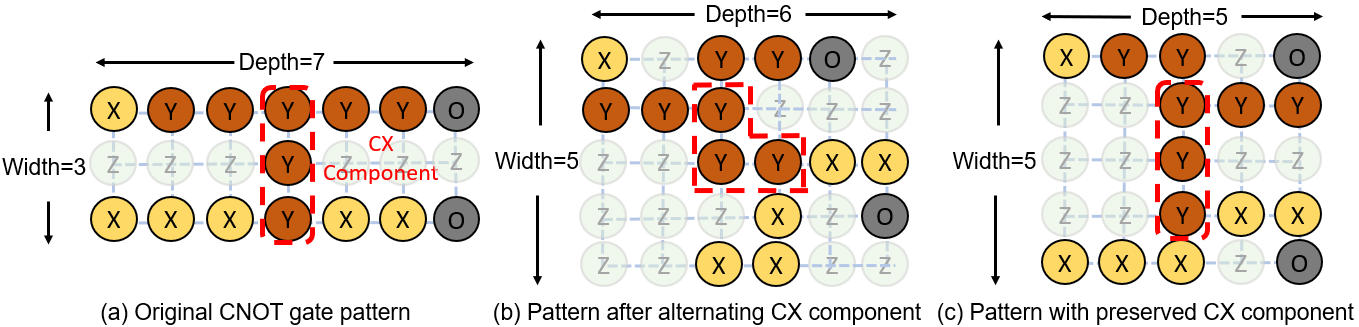 Depth=7
X Y Y Y Y Y O
CX
Width=3 Z Z Z Y Z Z Z
Component
X X X Y X X O
(a) Original CNOT gate pattern
Depth=6
X Z Y Y O Z
Y Y Y Z Z Z
Width=5 Z Z Y Y X X
Z Z Z X Z O
Z Z X X Z Z
(b) Pattern after alternating CX component
Depth=5
X Y Y Z O
Z Z Y Y Y
Width=5 Z Z Y Z Z
Z Z Y X X
X X X Z O
(c) Pattern with preserved CX component